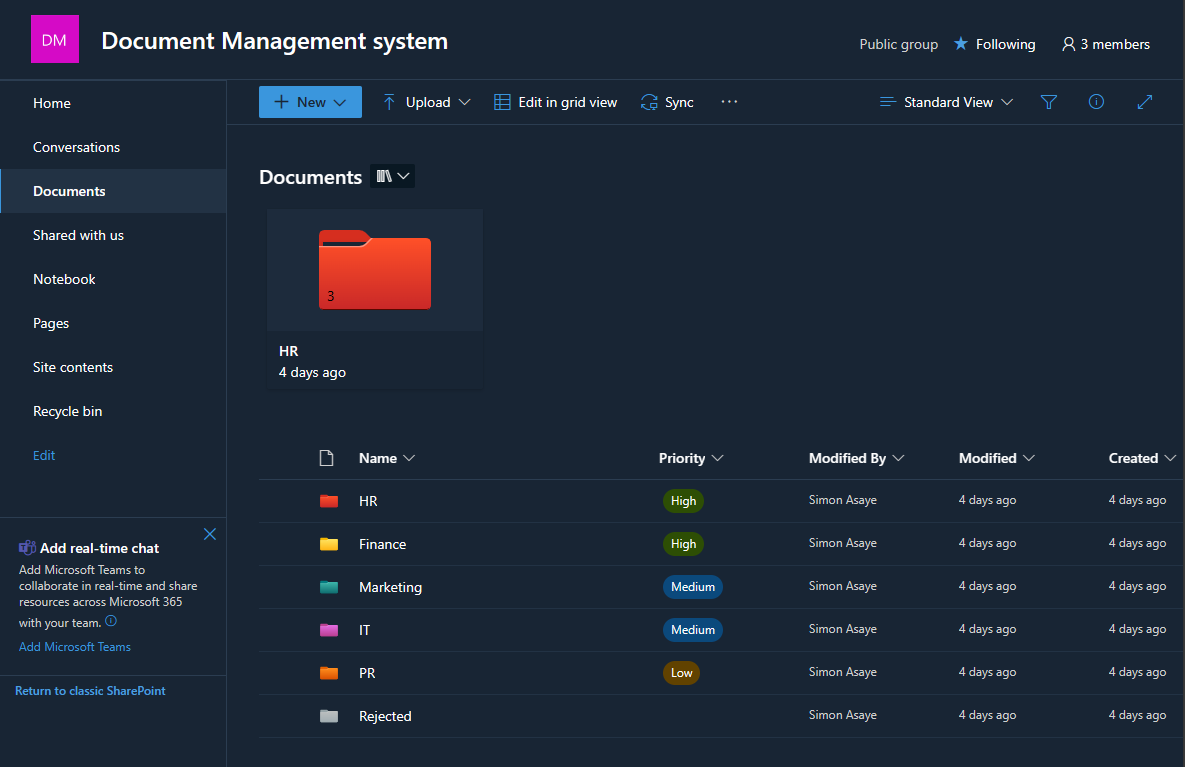 DM
Document Management system
Public group
Following
3 members
Home
Conversations
Documents
Shared with us
Notebook
Pages
Site contents
Recycle bin
Edit
Add real-time chat
Add Microsoft Teams to
collaborate in real-time and share
resources across Microsoft 365
with your team.
Add Microsoft Teams
Return to classic SharePoint
New
Upload
Edit in grid view
Sync
Standard View
Documents
3
HR
4 days ago
Name Priority Modified By Modified Created
HR High Simon Asaye 4 days ago 4 days ago
Finance High Simon Asaye 4 days ago 4 days ago
Marketing Medium Simon Asaye 4 days ago 4 days ago
IT Medium Simon Asaye 4 days ago 4 days ago
PR Low Simon Asaye 4 days ago 4 days ago
Rejected Simon Asaye 4 days ago 4 days ago